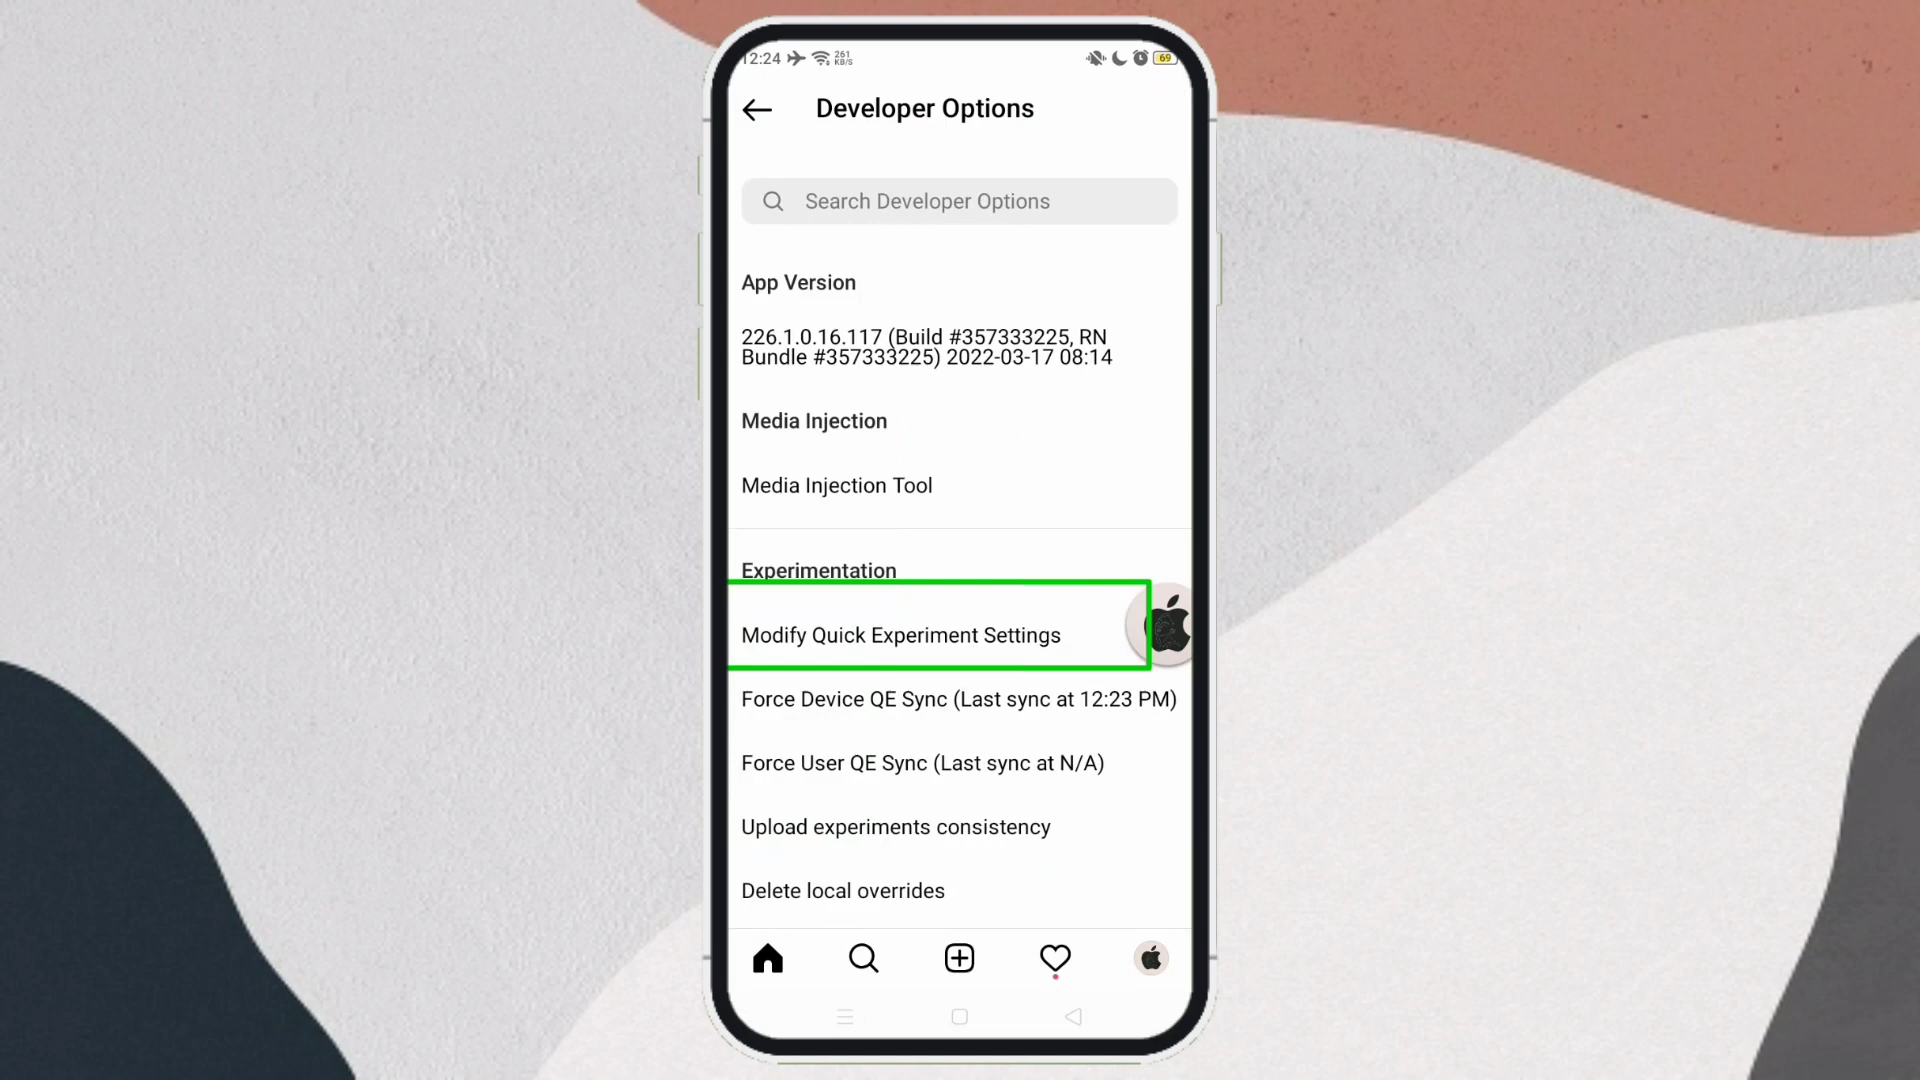 12:24 261 KB/S 69
Developer Options
Search Developer Options
App Version
226.1.0.16.117 (Build #357333225, RN
Bundle #357333225) 2022-03-17 08:14
Media Injection
Media Injection Tool
Experimentation
Modify Quick Experiment Settings
Force Device QE Sync (Last sync at 12:23 PM)
Force User QE Sync (Last sync at N/A)
Upload experiments consistency
Delete local overrides